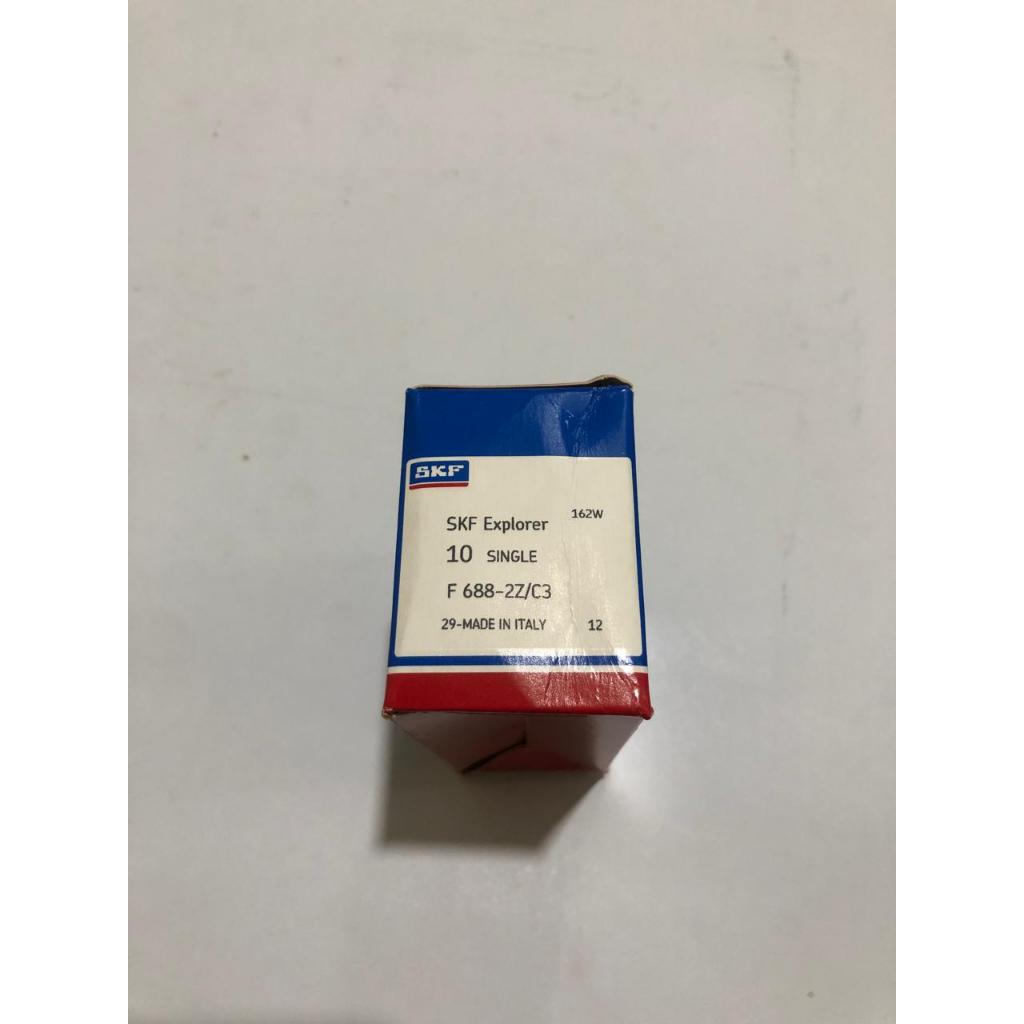 SKF
162W
SKF Explorer
10 SINGLE
F 688-2Z/C3
29-MADE IN ITALY 12